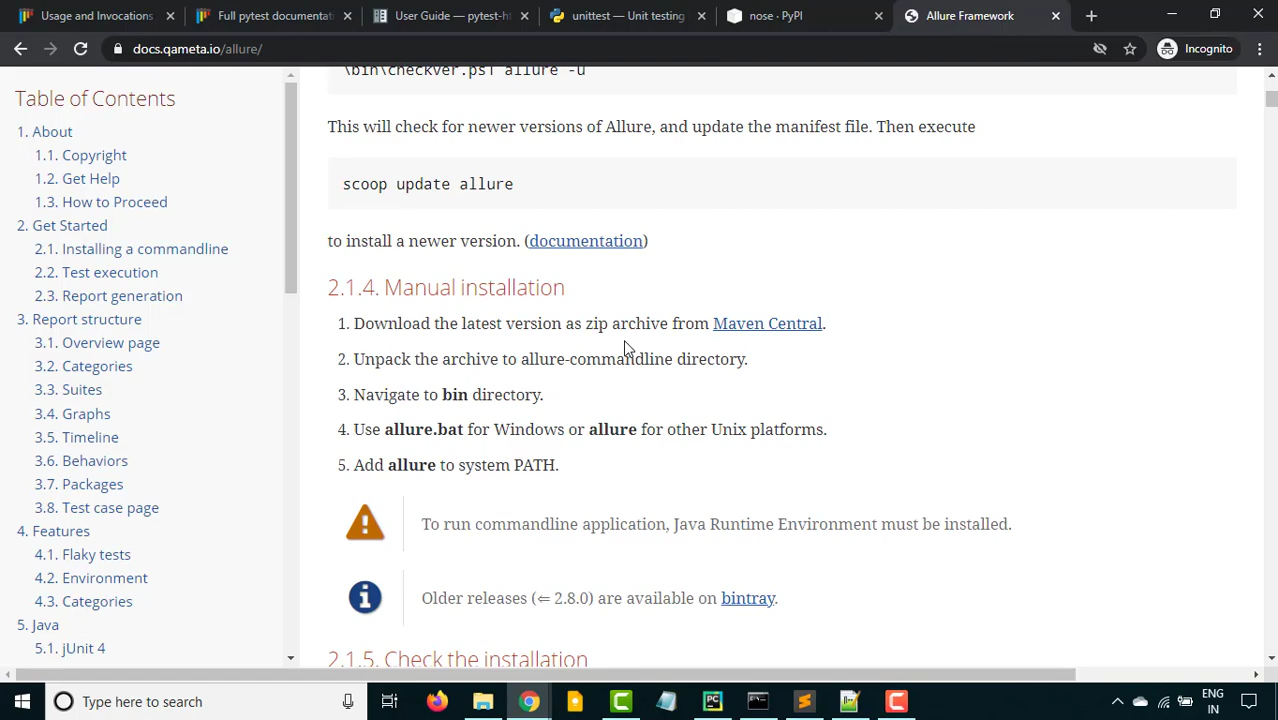 Usage and Invocations
Full pytest documentati
User Guide — pytest-h
unittest — Unit testing
nose · PyPI
Allure Framework
docs.qameta.io/allure/
Incognito
Table of Contents
1. About
1.1. Copyright
1.2. Get Help
1.3. How to Proceed
2. Get Started
2.1. Installing a commandline
2.2. Test execution
2.3. Report generation
3. Report structure
3.1. Overview page
3.2. Categories
3.3. Suites
3.4. Graphs
3.5. Timeline
3.6. Behaviors
3.7. Packages
3.8. Test case page
4. Features
4.1. Flaky tests
4.2. Environment
4.3. Categories
5. Java
5.1. jUnit 4
\bin\checkver.ps1 allure -u
This will check for newer versions of Allure, and update the manifest file. Then execute
scoop update allure
to install a newer version. (documentation)
2.1.4. Manual installation
1. Download the latest version as zip archive from Maven Central.
2. Unpack the archive to allure-commandline directory.
3. Navigate to bin directory.
4. Use allure.bat for Windows or allure for other Unix platforms.
5. Add allure to system PATH.
To run commandline application, Java Runtime Environment must be installed.
Older releases (⇐ 2.8.0) are available on bintray.
2.1.5. Check the installation
Type here to search
ENG
IN